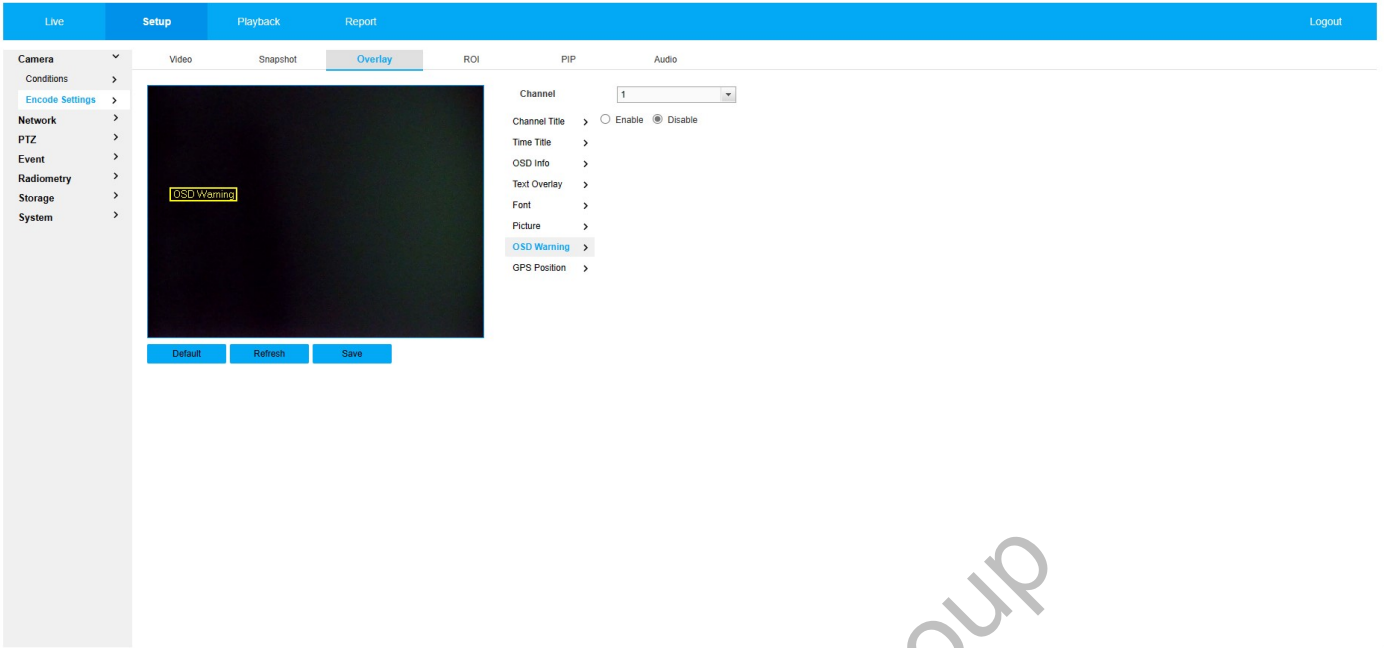 Live Setup Playback Report Logout
Camera
Conditions
Encode Settings
Network
PTZ
Event
Radiometry
Storage
System
Video Snapshot Overlay ROI PIP Audio
OSD Warning
Default Refresh Save
Channel 1
Channel Title Enable Disable
Time Title
OSD Info
Text Overlay
Font
Picture
OSD Warning
GPS Position